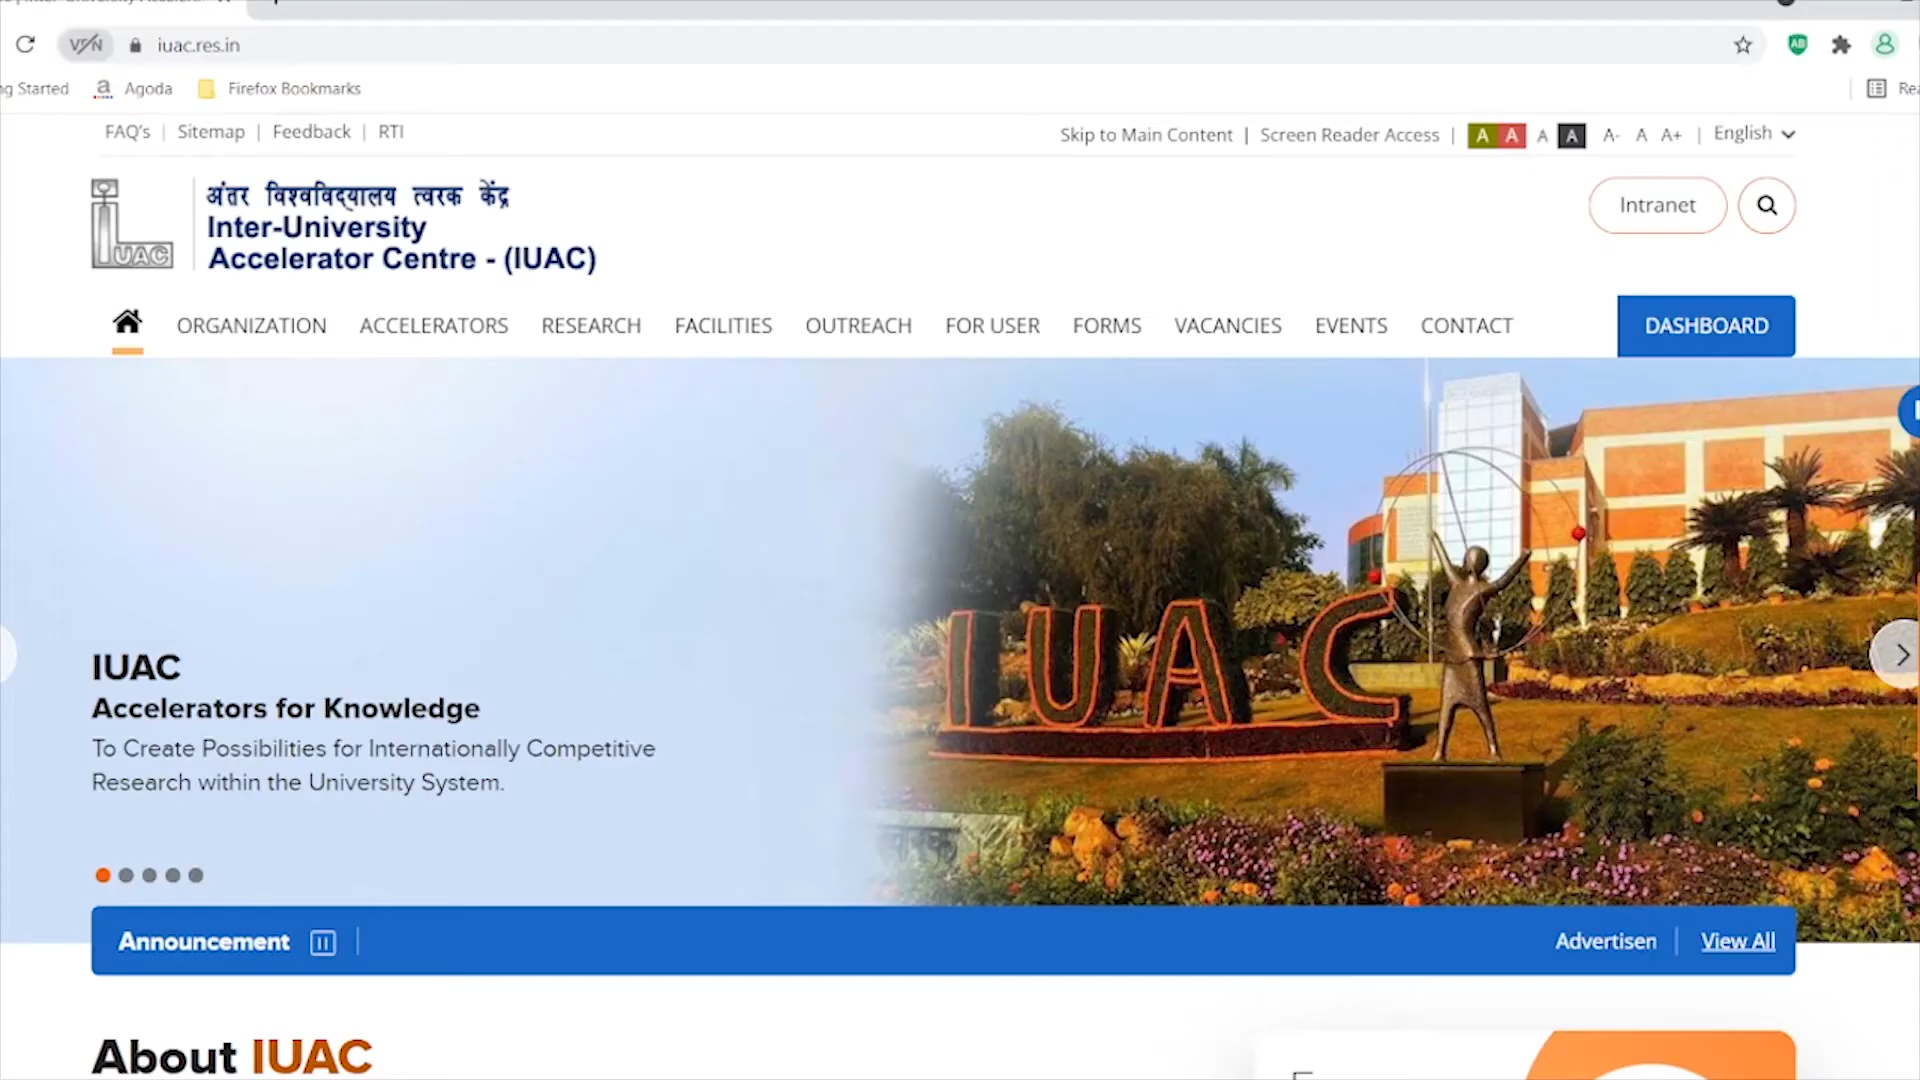 VPN iuac.res.in
Started Agoda Firefox Bookmarks
FAQ's | Sitemap | Feedback | RTI
Skip to Main Content | Screen Reader Access | A A A A A- A A+ | English
अंतर विश्वविद्यालय त्वरक केंद्र
Inter-University
Accelerator Centre - (IUAC)
IUAC
Intranet
ORGANIZATION ACCELERATORS RESEARCH FACILITIES OUTREACH FOR USER FORMS VACANCIES EVENTS CONTACT DASHBOARD
IUAC
IUAC
Accelerators for Knowledge
To Create Possibilities for Internationally Competitive
Research within the University System.
Announcement Advertisen | View All
About IUAC